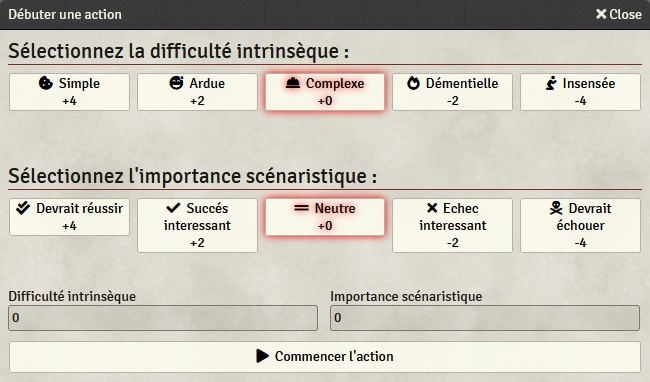 Débuter une action
Close
Sélectionnez la difficulté intrinsèque :
Simple
+4
Ardue
+2
Complexe
+0
Démentielle
-2
Insensée
-4
Sélectionnez l'importance scénaristique :
Devrait réussir
+4
Succés
interessant
+2
Neutre
+0
Echec
interessant
-2
Devrait
échouer
-4
Difficulté intrinsèque
Importance scénaristique
0
0
Commencer l'action